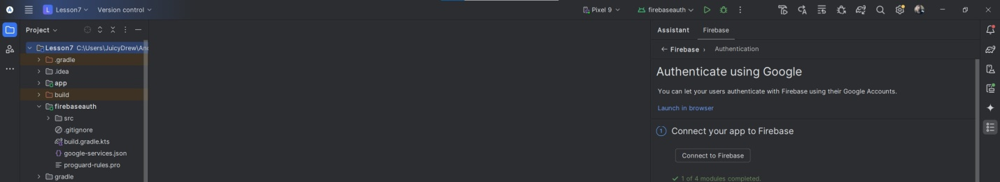 L Lesson7 Version control Pixel 9 firebaseauth
Project
Lesson7 C:\Users\JuicyDrew\And
.gradle
.idea
app
build
firebaseauth
src
.gitignore
build.gradle.kts
{} google-services.json
proguard-rules.pro
gradle
Assistant Firebase
← Firebase › Authentication
Authenticate using Google
You can let your users authenticate with Firebase using their Google Accounts.
Launch in browser
1 Connect your app to Firebase
Connect to Firebase
✓ 1 of 4 modules completed.